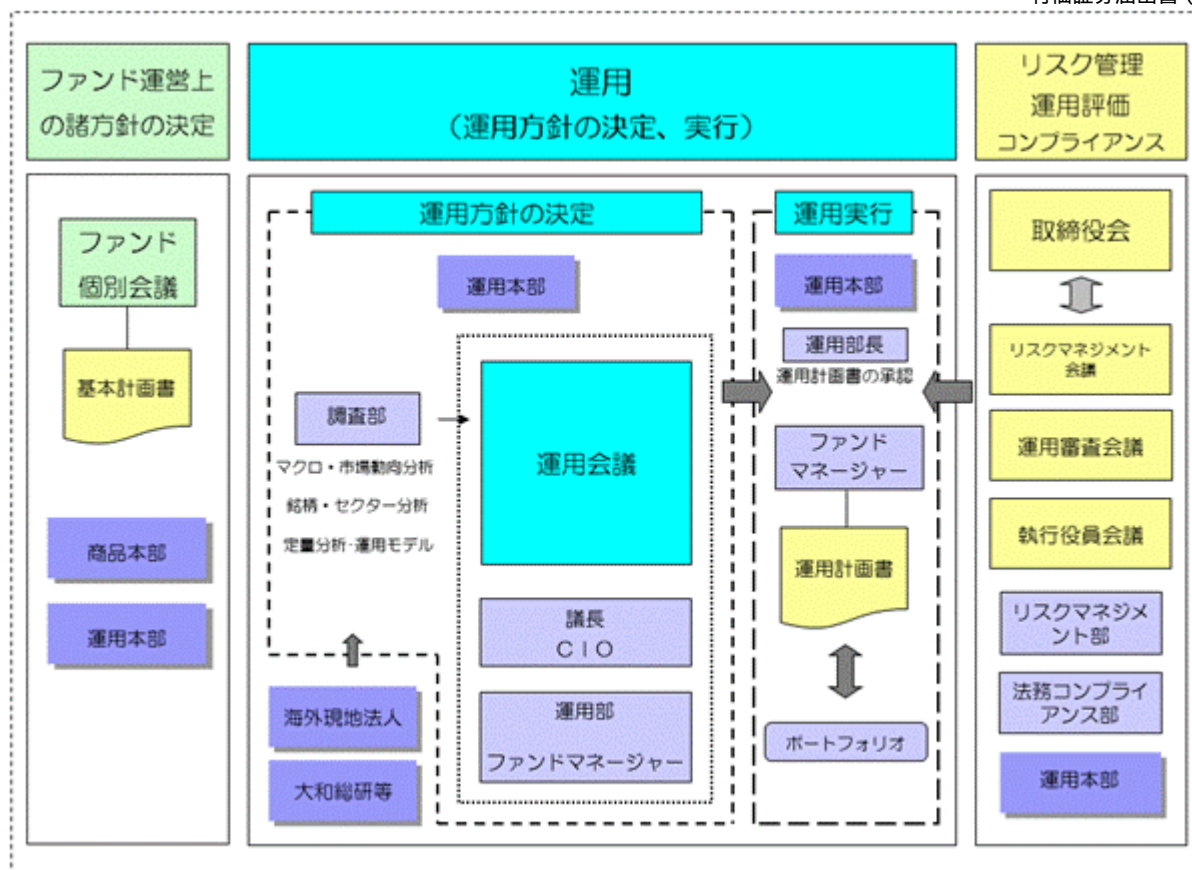 ファンド運営上
の諸方針の決定
ファンド
個別会議
基本計画書
商品本部
運用本部
運用
（運用方針の決定、実行）
運用方針の決定
運用本部
調査部
マクロ・市場動向分析
銘柄・セクター分析
定量分析･運用モデル
運用会議
議長
ＣＩＯ
運用部
ファンドマネージャー
海外現地法人
大和総研等
運用実行
運用本部
運用部長
運用計画書の承認
ファンド
マネージャー
運用計画書
ポートフォリオ
リスク管理
運用評価
コンプライアンス
取締役会
リスクマネジメント
会議
運用審査会議
執行役員会議
リスクマネジメ
ント部
法務コンプライ
アンス部
運用本部